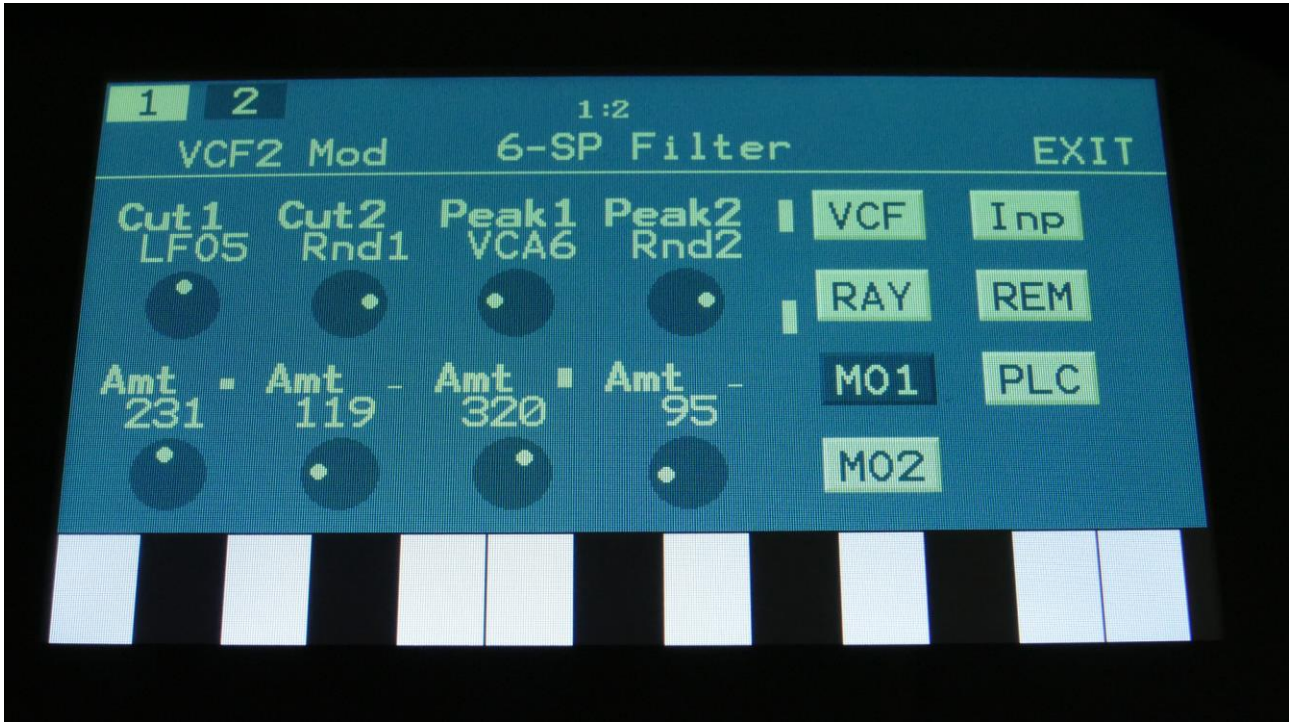 1 2
1:2
VCF2 Mod 6-SP Filter EXIT
Cut1 Cut2 Peak1 Peak2 VCF Inp
LFO5 Rnd1 VCA6 Rnd2
RAY REM
Amt Amt Amt Amt MO1 PLC
231 119 320 95
MO2